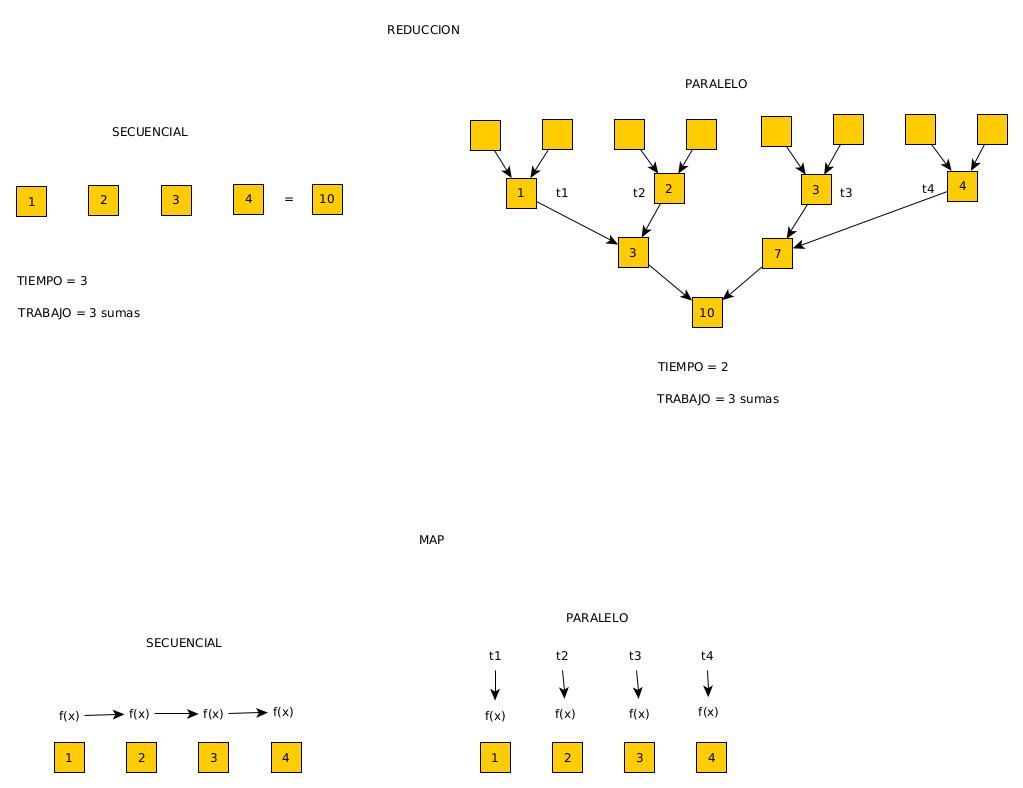 REDUCCION
SECUENCIAL
1 2 3 4 = 10
TIEMPO = 3
TRABAJO = 3 sumas
PARALELO
1 t1 t2 2 3 t3 t4 4
3 7
10
TIEMPO = 2
TRABAJO = 3 sumas
MAP
SECUENCIAL
f(x) f(x) f(x) f(x)
1 2 3 4
PARALELO
t1 t2 t3 t4
f(x) f(x) f(x) f(x)
1 2 3 4